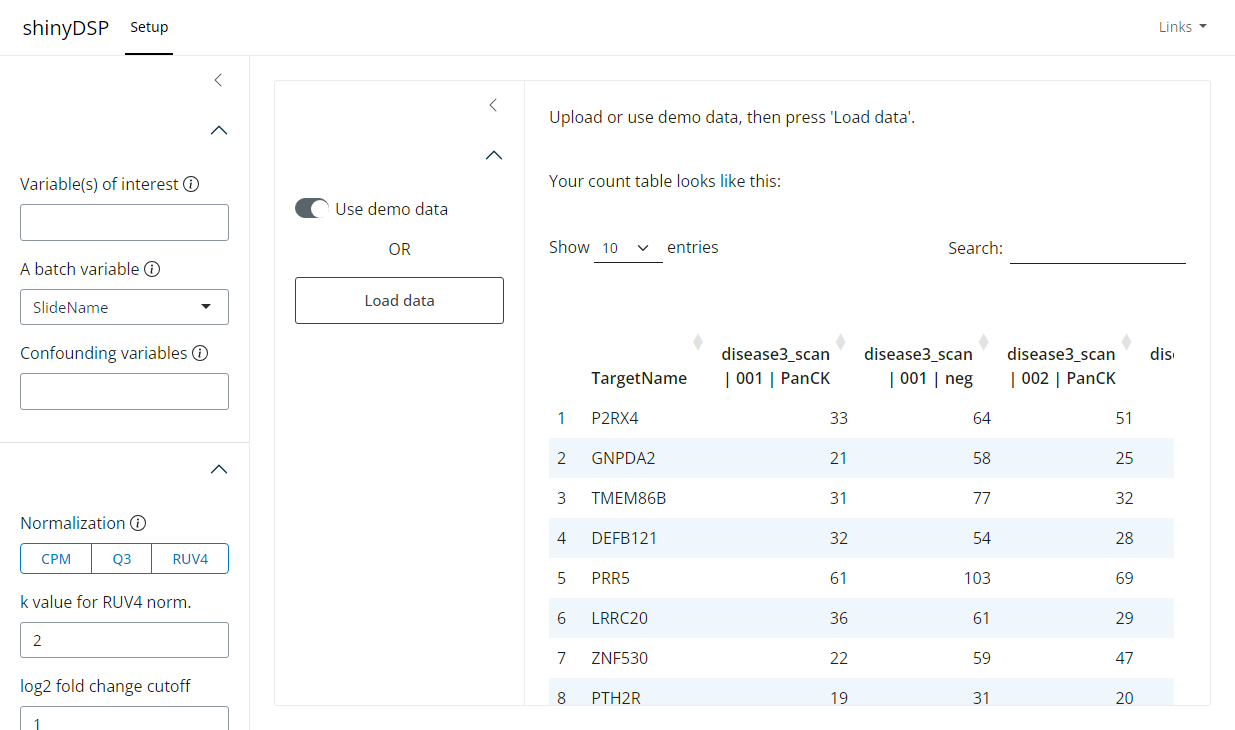 shinyDSP Setup Links
Variable(s) of interest
A batch variable
SlideName
Confounding variables
Normalization
CPM Q3 RUV4
k value for RUV4 norm.
2
log2 fold change cutoff
1
Use demo data
OR
Load data
Upload or use demo data, then press 'Load data'.
Your count table looks like this:
Show 10 entries Search:
disease3_scan disease3_scan disease3_scan
TargetName | 001 | PanCK | 001 | neg | 002 | PanCK
1 P2RX4 33 64 51
2 GNPDA2 21 58 25
3 TMEM86B 31 77 32
4 DEFB121 32 54 28
5 PRR5 61 103 69
6 LRRC20 36 61 29
7 ZNF530 22 59 47
8 PTH2R 19 31 20